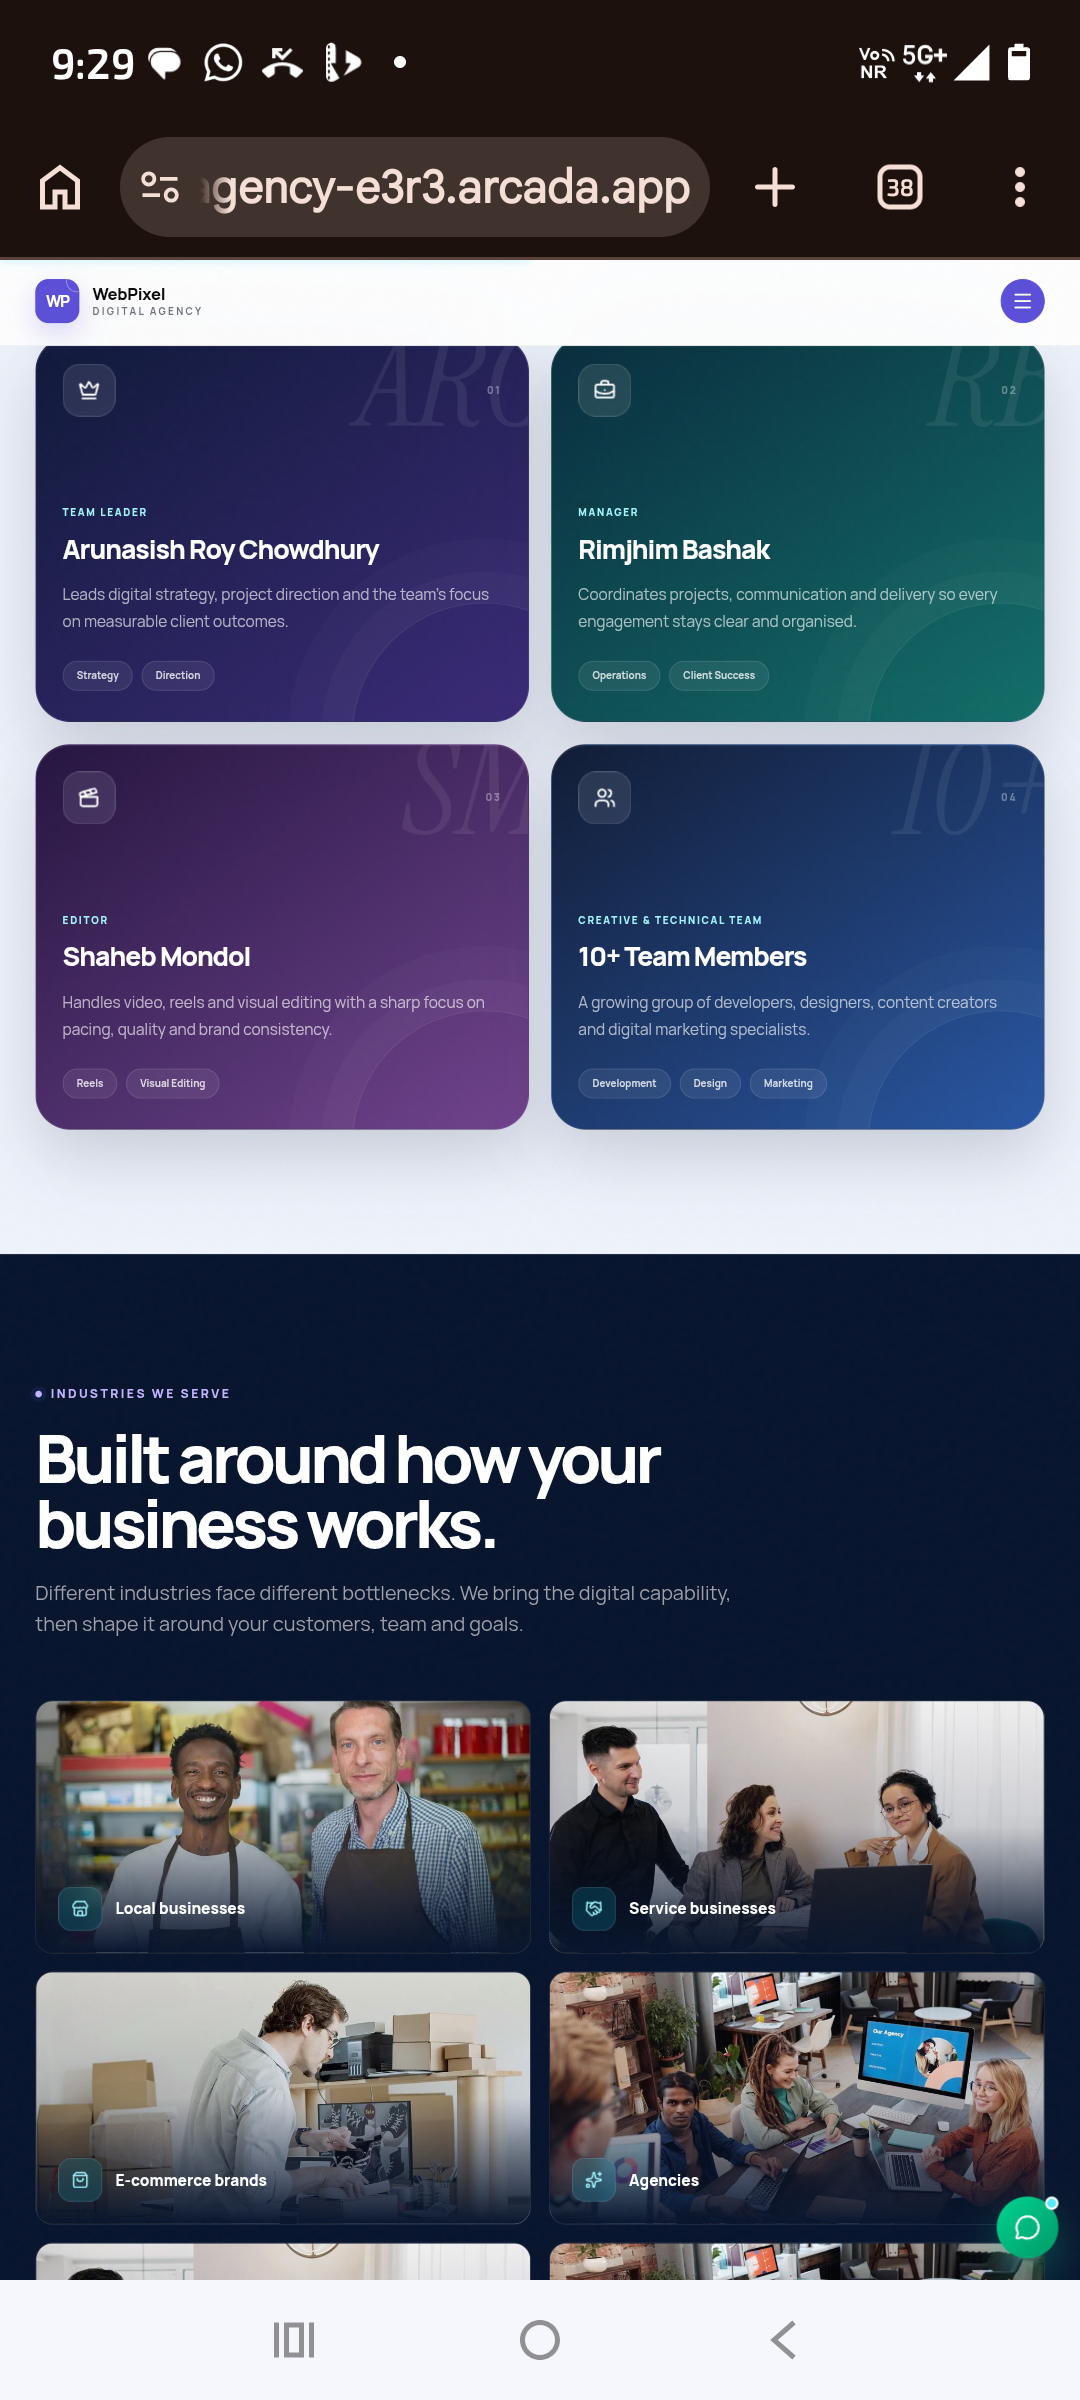 9:29
Vo
NR
5G+
agency-e3r3.arcada.app
38
WP
WebPixel
DIGITAL AGENCY
ARC
01
TEAM LEADER
Arunasish Roy Chowdhury
Leads digital strategy, project direction and the team's focus
on measurable client outcomes.
Strategy
Direction
RB
02
MANAGER
Rimjhim Bashak
Coordinates projects, communication and delivery so every
engagement stays clear and organised.
Operations
Client Success
SM
03
EDITOR
Shaheb Mondol
Handles video, reels and visual editing with a sharp focus on
pacing, quality and brand consistency.
Reels
Visual Editing
10+
04
CREATIVE & TECHNICAL TEAM
10+ Team Members
A growing group of developers, designers, content creators
and digital marketing specialists.
Development
Design
Marketing
INDUSTRIES WE SERVE
Built around how your
business works.
Different industries face different bottlenecks. We bring the digital capability,
then shape it around your customers, team and goals.
Local businesses
Service businesses
E-commerce brands
Our Agency
Agencies